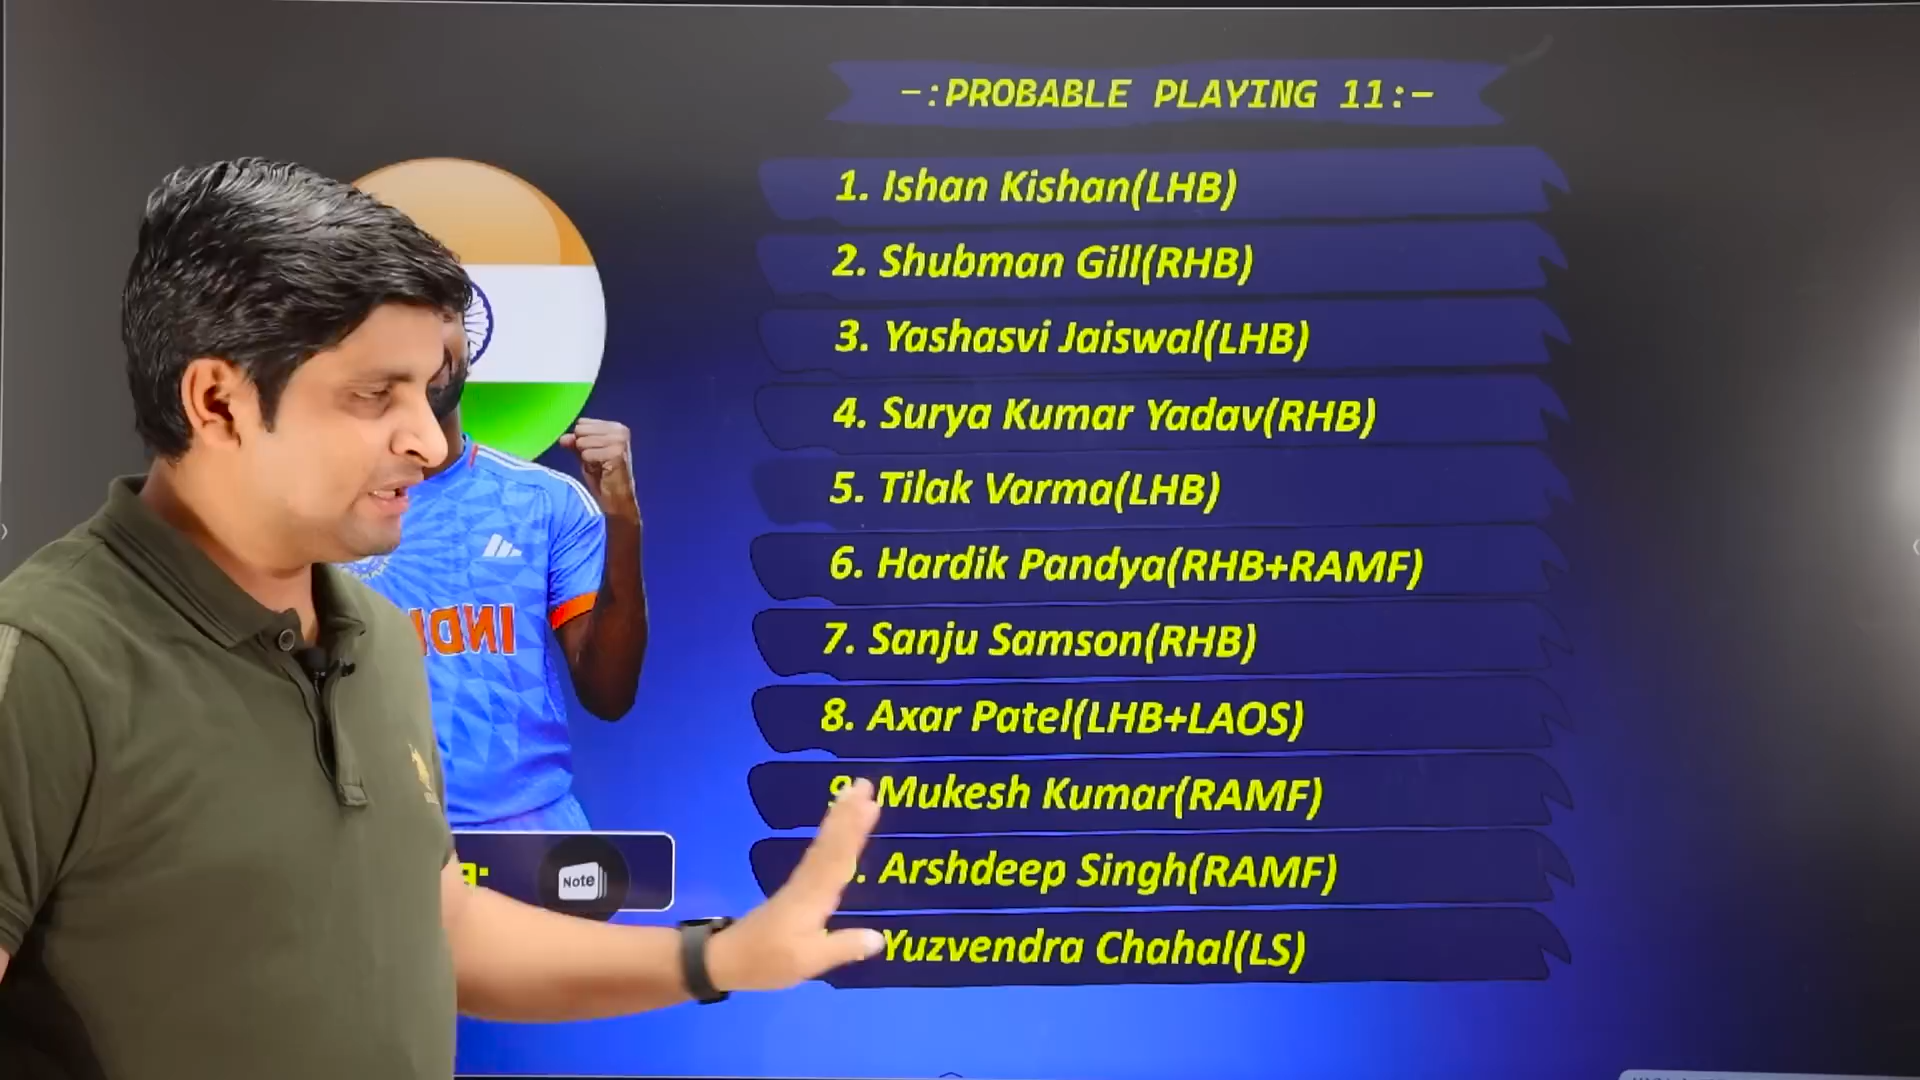 -:PROBABLE PLAYING 11:-
1. Ishan Kishan(LHB)
2. Shubman Gill(RHB)
3. Yashasvi Jaiswal(LHB)
4. Surya Kumar Yadav(RHB)
5. Tilak Varma(LHB)
6. Hardik Pandya(RHB+RAMF)
7. Sanju Samson(RHB)
8. Axar Patel(LHB+LAOS)
9. Mukesh Kumar(RAMF)
Arshdeep Singh(RAMF)
Yuzvendra Chahal(LS)
Note